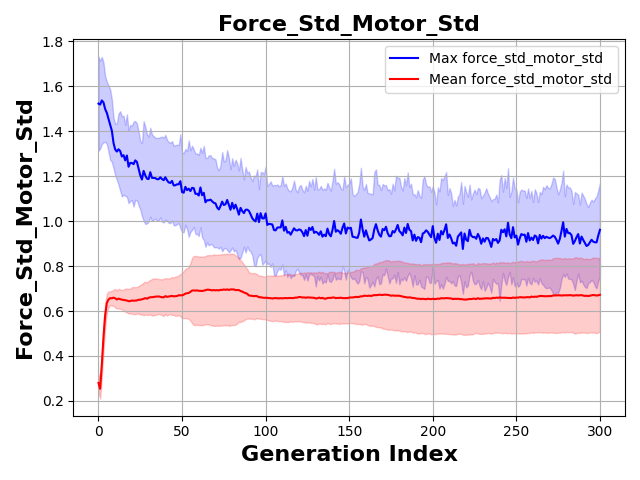 Force_Std_Motor_Std
Max force_std_motor_std
Mean force_std_motor_std
Force_Std_Motor_Std
1.8
1.6
1.4
1.2
1.0
0.8
0.6
0.4
0.2
0 50 100 150 200 250 300
Generation Index